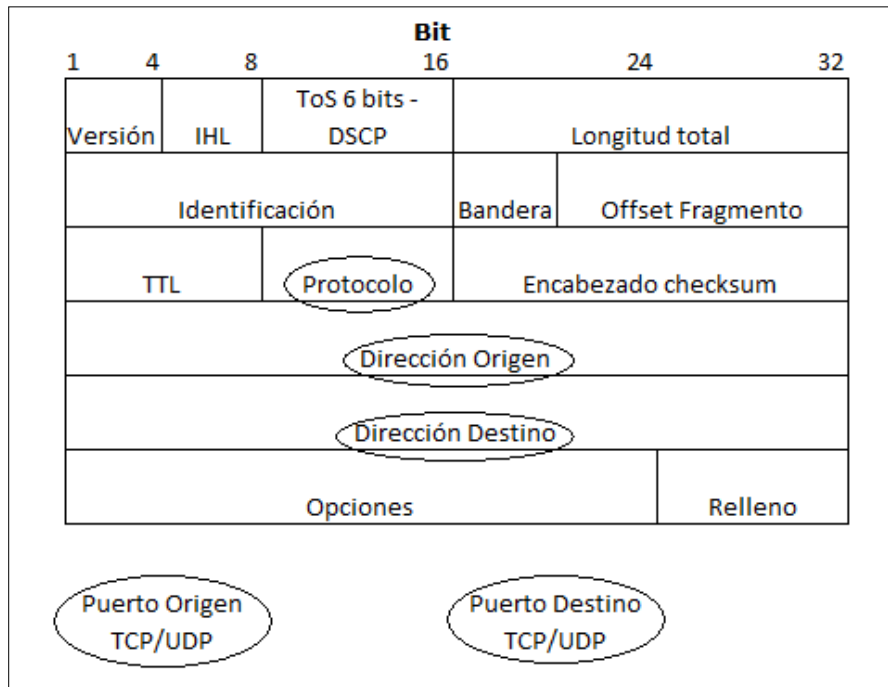 Bit
1 4 8 16 24 32
Versión IHL ToS 6 bits -
DSCP Longitud total
Identificación Bandera Offset Fragmento
TTL Protocolo Encabezado checksum
Dirección Origen
Dirección Destino
Opciones Relleno
Puerto Origen
TCP/UDP
Puerto Destino
TCP/UDP